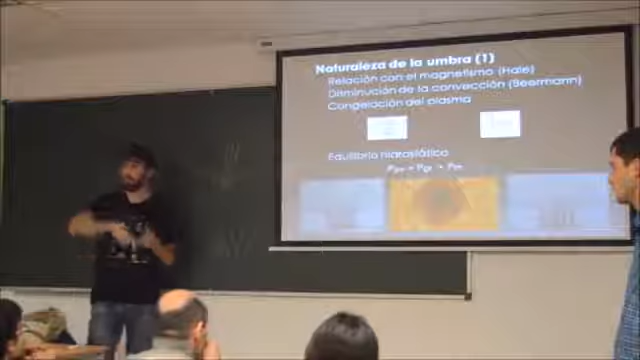 Naturaleza de la umbra (1)
Relación con el magnetismo (Hale)
Disminución de la convección (Beermann)
Congelación del plasma
Equilibrio hidrostático